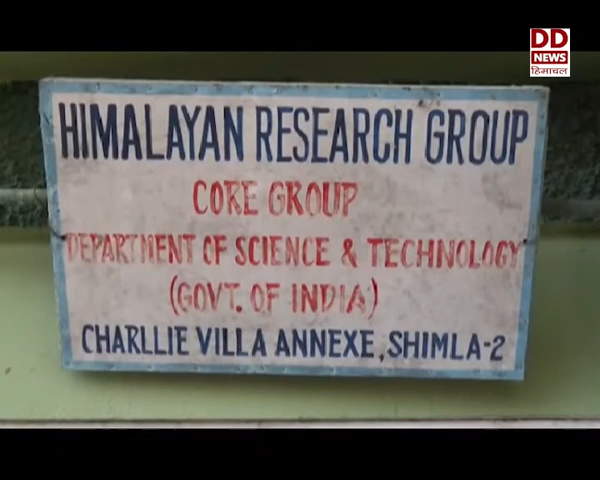 DD
NEWS
हिमाचल
HIMALAYAN RESEARCH GROUP
CORE GROUP
DEPARTMENT OF SCIENCE & TECHNOLOGY
(GOVT. OF INDIA)
CHARLLIE VILLA ANNEXE, SHIMLA-2